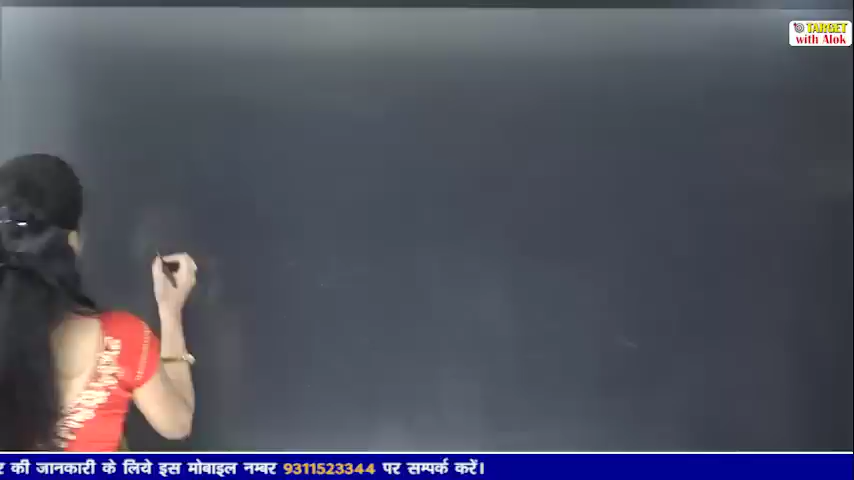 TARGET
with Alok
की जानकारी के लिये इस मोबाइल नम्बर 9311523344 पर सम्पर्क करें।